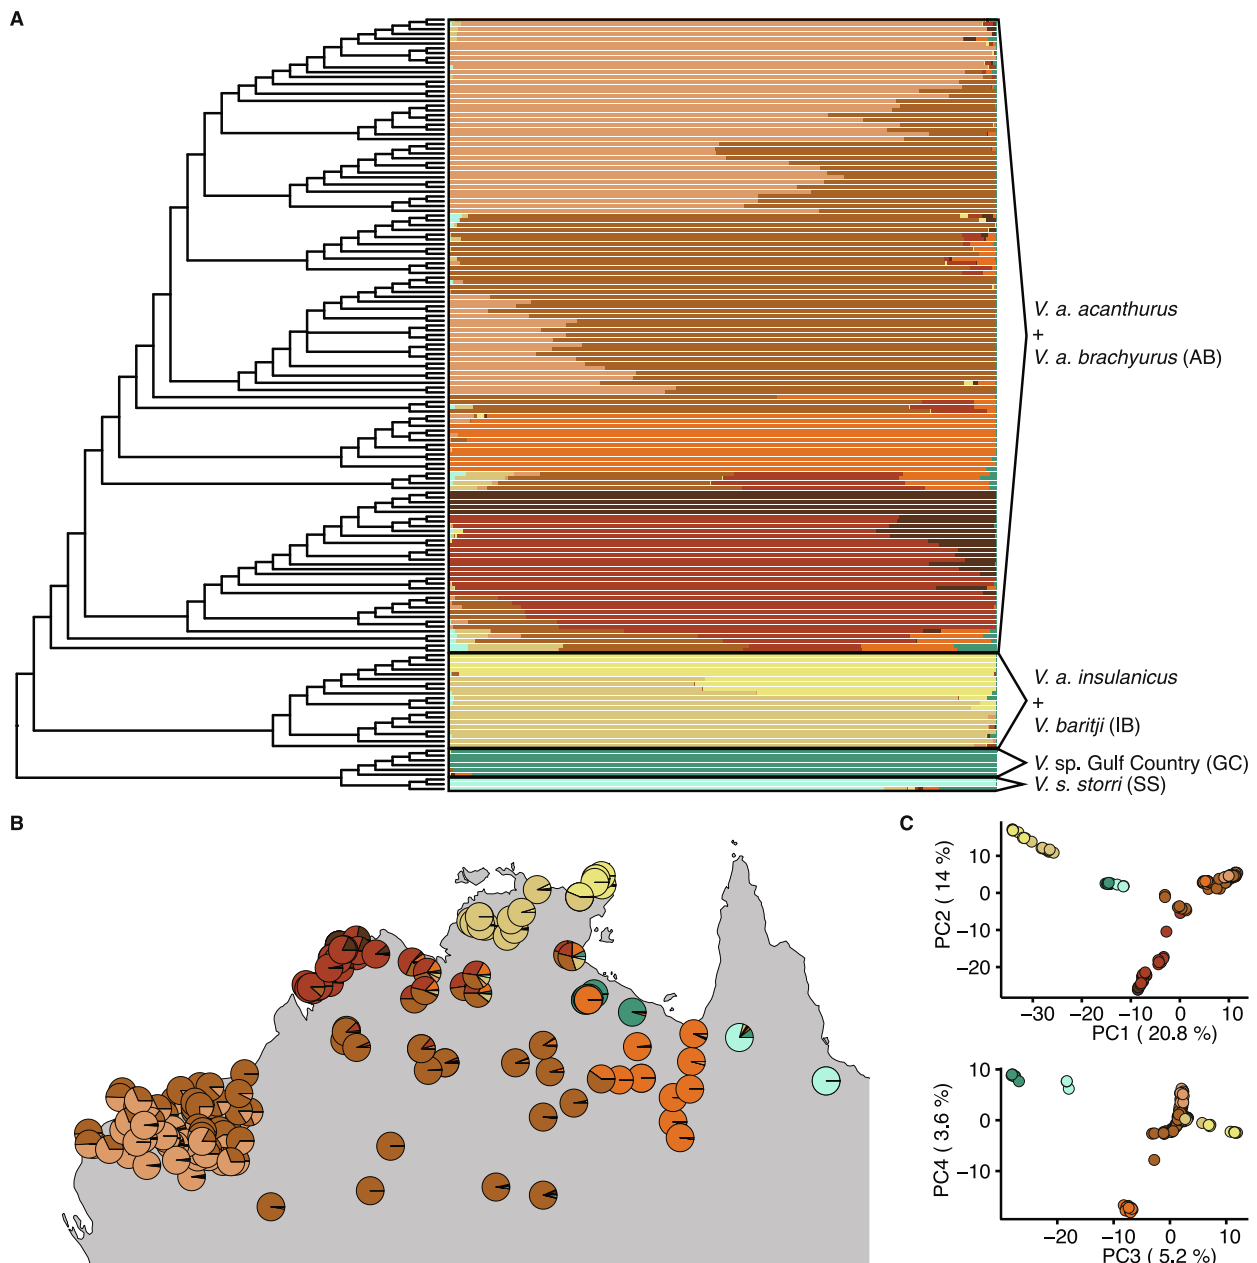 A
V. a. acanthurus
+
V. a. brachyurus (AB)
V. a. insulanicus
+
V. baritji (IB)
V. sp. Gulf Country (GC)
V. s. storri (SS)
B
C
PC2 ( 14 %)
10
0
−10
−20
−30
−20
−10
0
10
PC1 ( 20.8 %)
PC4 ( 3.6 %)
10
0
−10
−20
−10
0
10
PC3 ( 5.2 %)